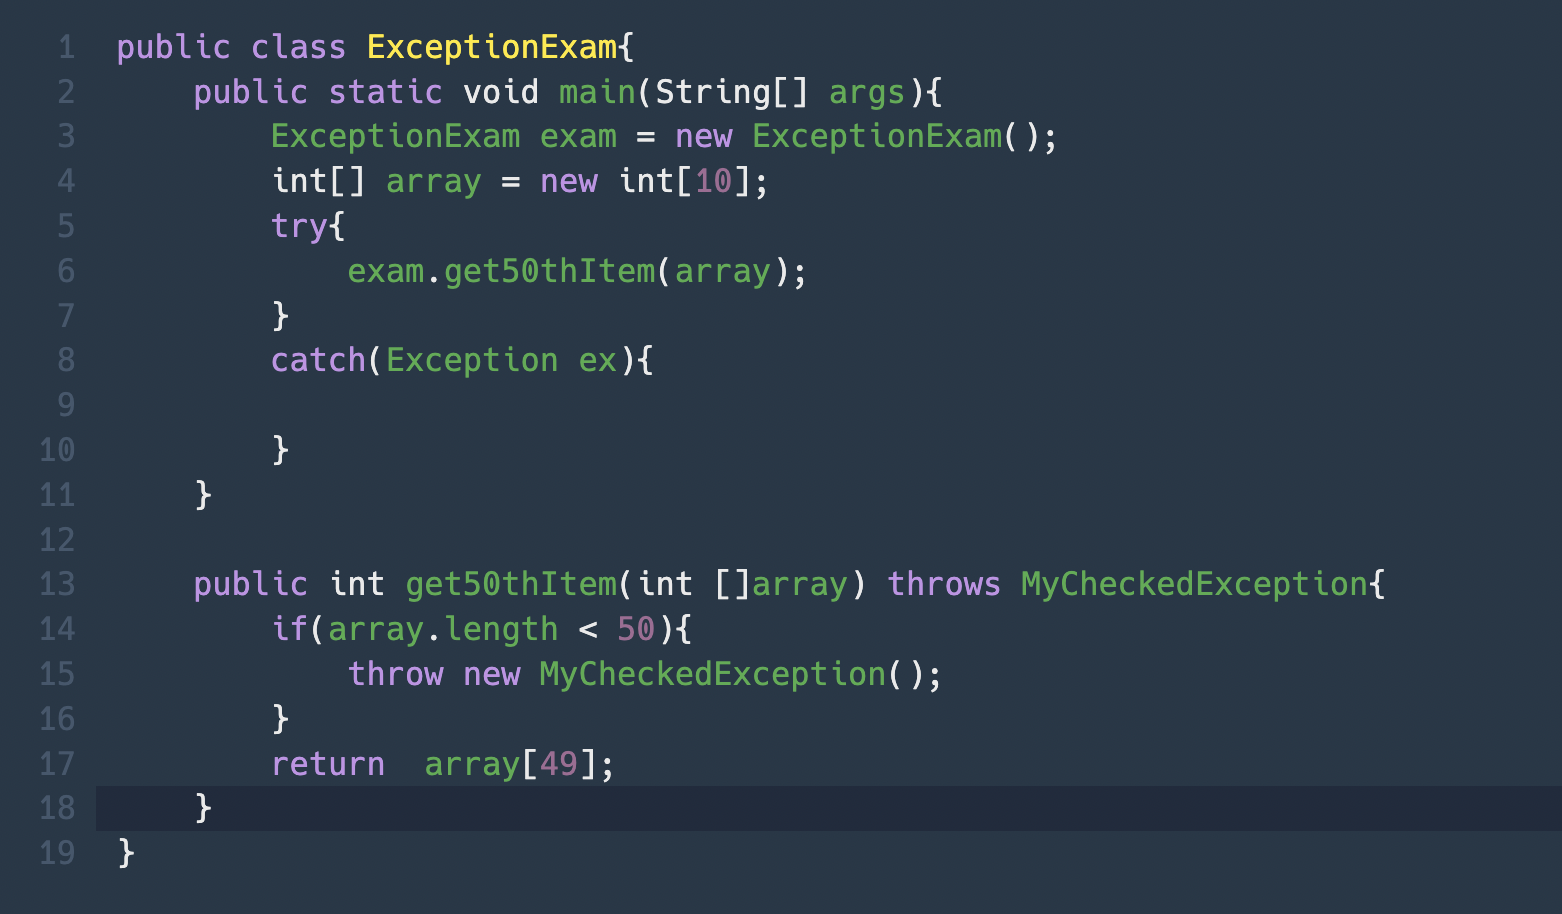 1 public class ExceptionExam{
2 public static void main(String[] args){
3 ExceptionExam exam = new ExceptionExam();
4 int[] array = new int[10];
5 try{
6 exam.get50thItem(array);
7 }
8 catch(Exception ex){
9
10 }
11 }
12
13 public int get50thItem(int []array) throws MyCheckedException{
14 if(array.length < 50){
15 throw new MyCheckedException();
16 }
17 return  array[49];
18 }
19 }